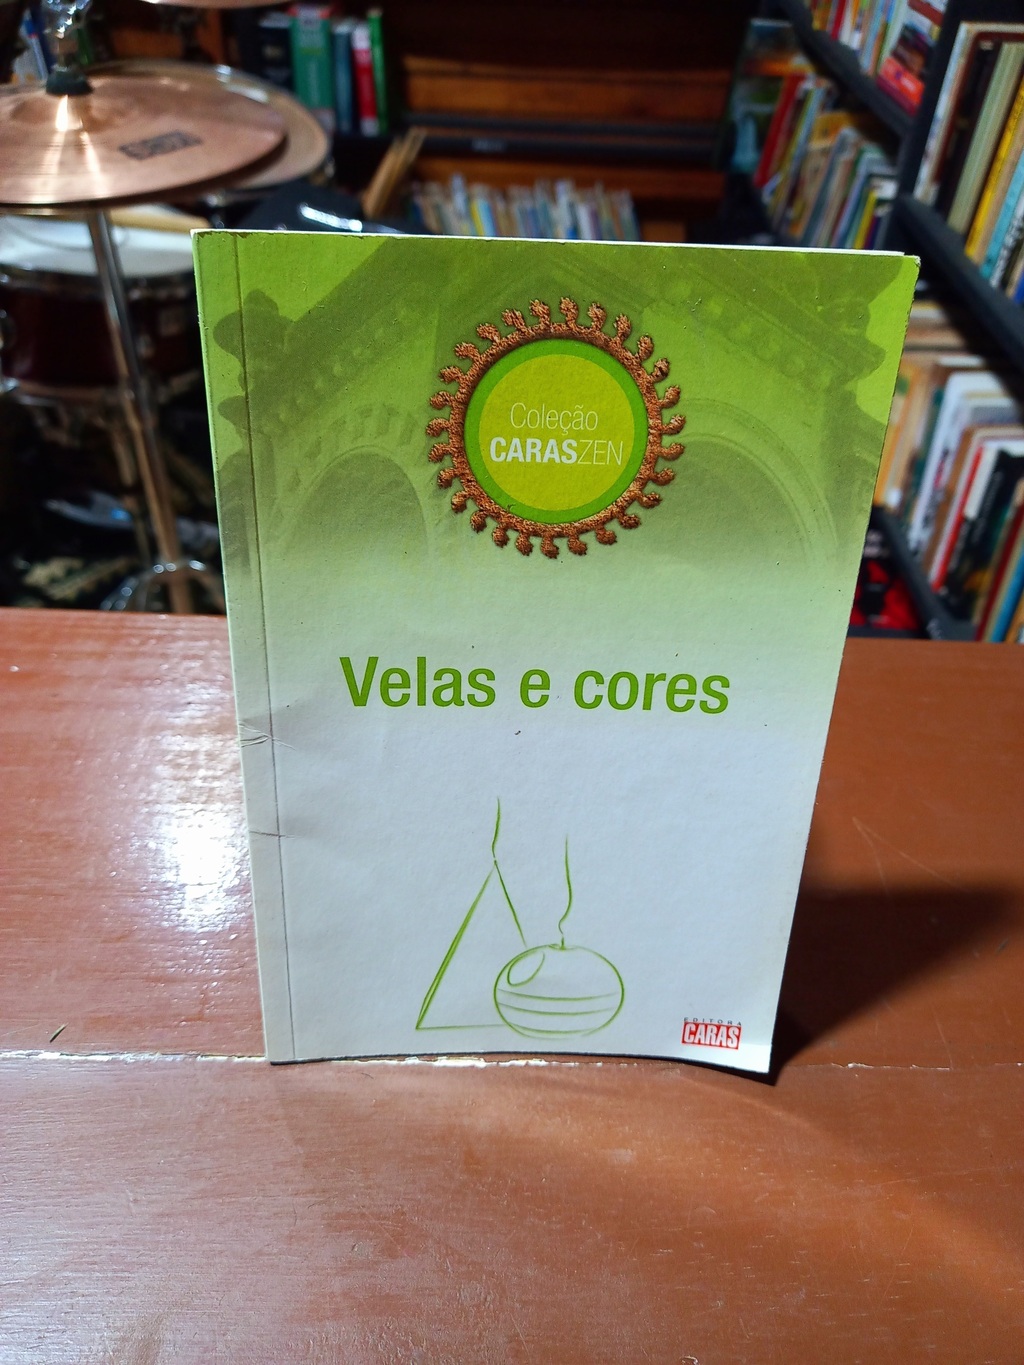 Coleção
CARASZEN
Velas e cores
EDITORA
CARAS